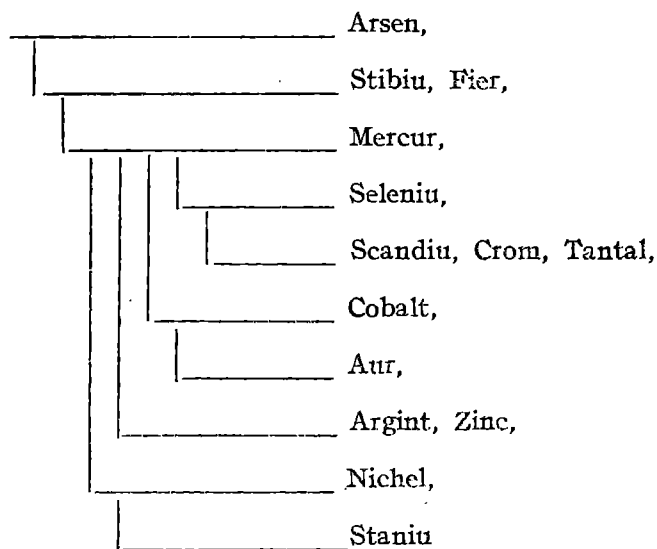 Arsen,
Stibiu, Fier,
Mercur,
Seleniu,
Scandiu, Crom, Tantal,
Cobalt,
Aur,
Argint, Zinc,
Nichel,
Staniu